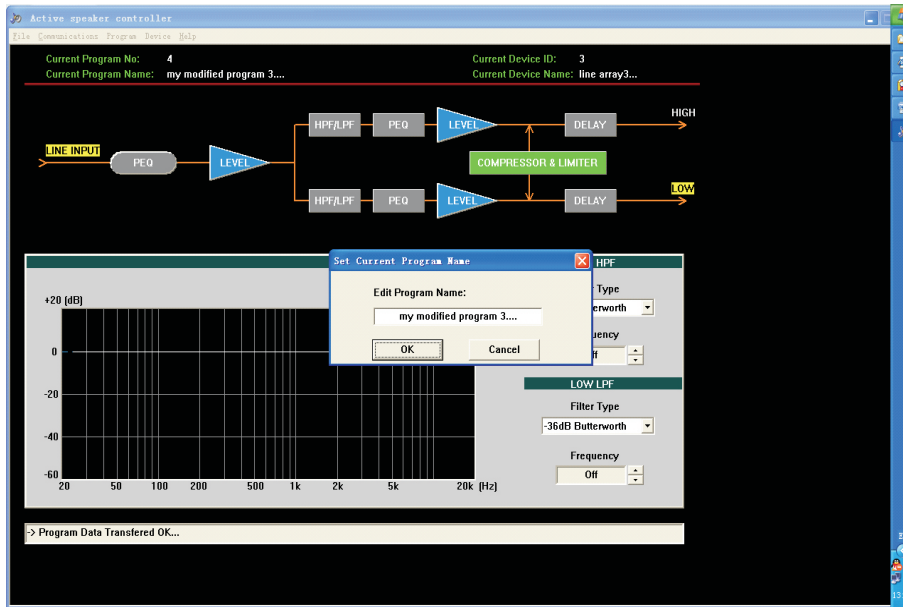 Active speaker controller
File Communications Program Device Help
Current Program No: 4
Current Device ID: 3
Current Program Name: my modified program 3....
Current Device Name: line array3...
HIGH
HPF/LPF PEQ LEVEL DELAY
LINE INPUT
PEQ LEVEL COMPRESSOR & LIMITER
LOW
HPF/LPF PEQ LEVEL DELAY
Set Current Program Name
HPF
Edit Program Name:
my modified program 3....
OK Cancel
Type
+20 (dB)
0
-20
-40
-60
20 50 100 200 500 1k 2k 5k 20k (Hz)
LOW LPF
Filter Type
-36dB Butterworth
Frequency
Off
-> Program Data Transfered OK...